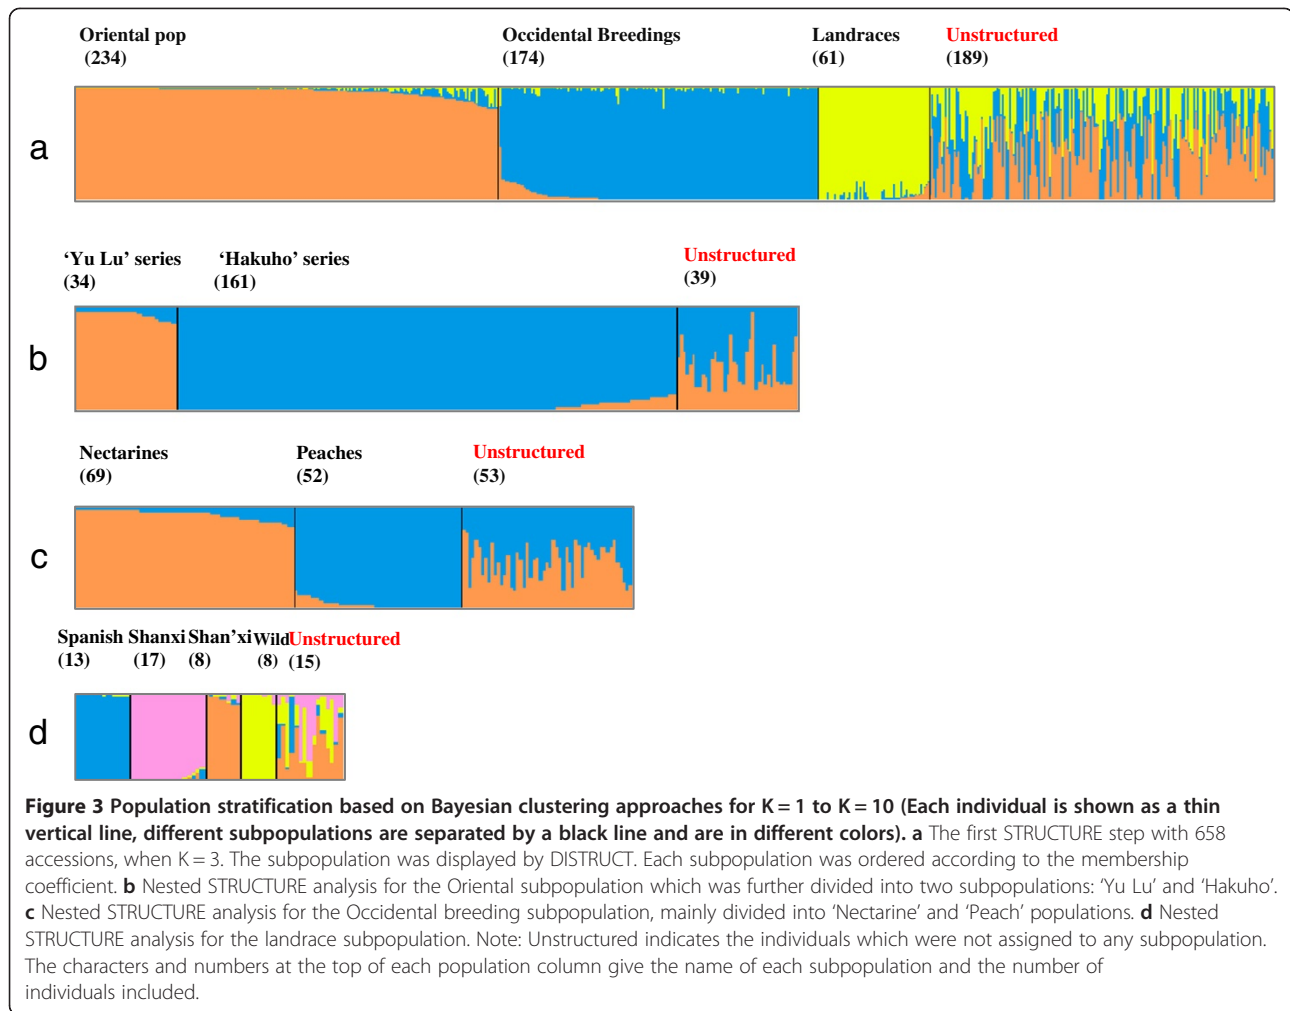 Oriental pop Occidental Breedings Landraces Unstructured
(234) (174) (61) (189)
a
‘Yu Lu’ series ‘Hakuho’ series Unstructured
(34) (161) (39)
b
Nectarines Peaches Unstructured
(69) (52) (53)
c
Spanish Shanxi Shan’xi Wild Unstructured
(13) (17) (8) (8) (15)
d
Figure 3 Population stratification based on Bayesian clustering approaches for K = 1 to K = 10 (Each individual is shown as a thin
vertical line, different subpopulations are separated by a black line and are in different colors). a The first STRUCTURE step with 658
accessions, when K = 3. The subpopulation was displayed by DISTRUCT. Each subpopulation was ordered according to the membership
coefficient. b Nested STRUCTURE analysis for the Oriental subpopulation which was further divided into two subpopulations: ‘Yu Lu’ and ‘Hakuho’.
c Nested STRUCTURE analysis for the Occidental breeding subpopulation, mainly divided into ‘Nectarine’ and ‘Peach’ populations. d Nested
STRUCTURE analysis for the landrace subpopulation. Note: Unstructured indicates the individuals which were not assigned to any subpopulation.
The characters and numbers at the top of each population column give the name of each subpopulation and the number of
individuals included.